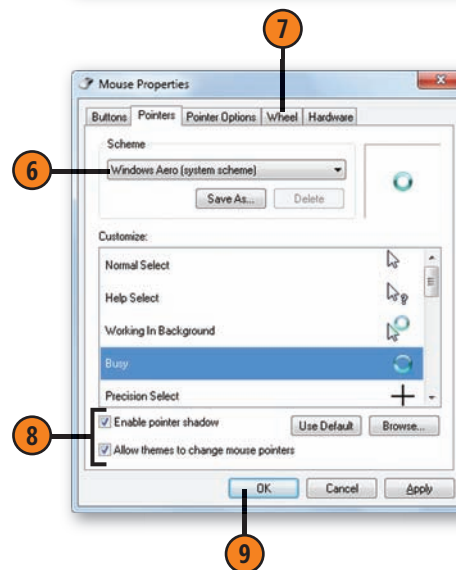 7
Mouse Properties
x
Buttons Pointers Pointer Options Wheel Hardware
Scheme
6
Windows Aero (system scheme)
Save As... Delete
Customize:
Normal Select
Help Select
Working In Background
Busy
Precision Select
8
Enable pointer shadow Use Default Browse...
Allow themes to change mouse pointers
OK Cancel Apply
9